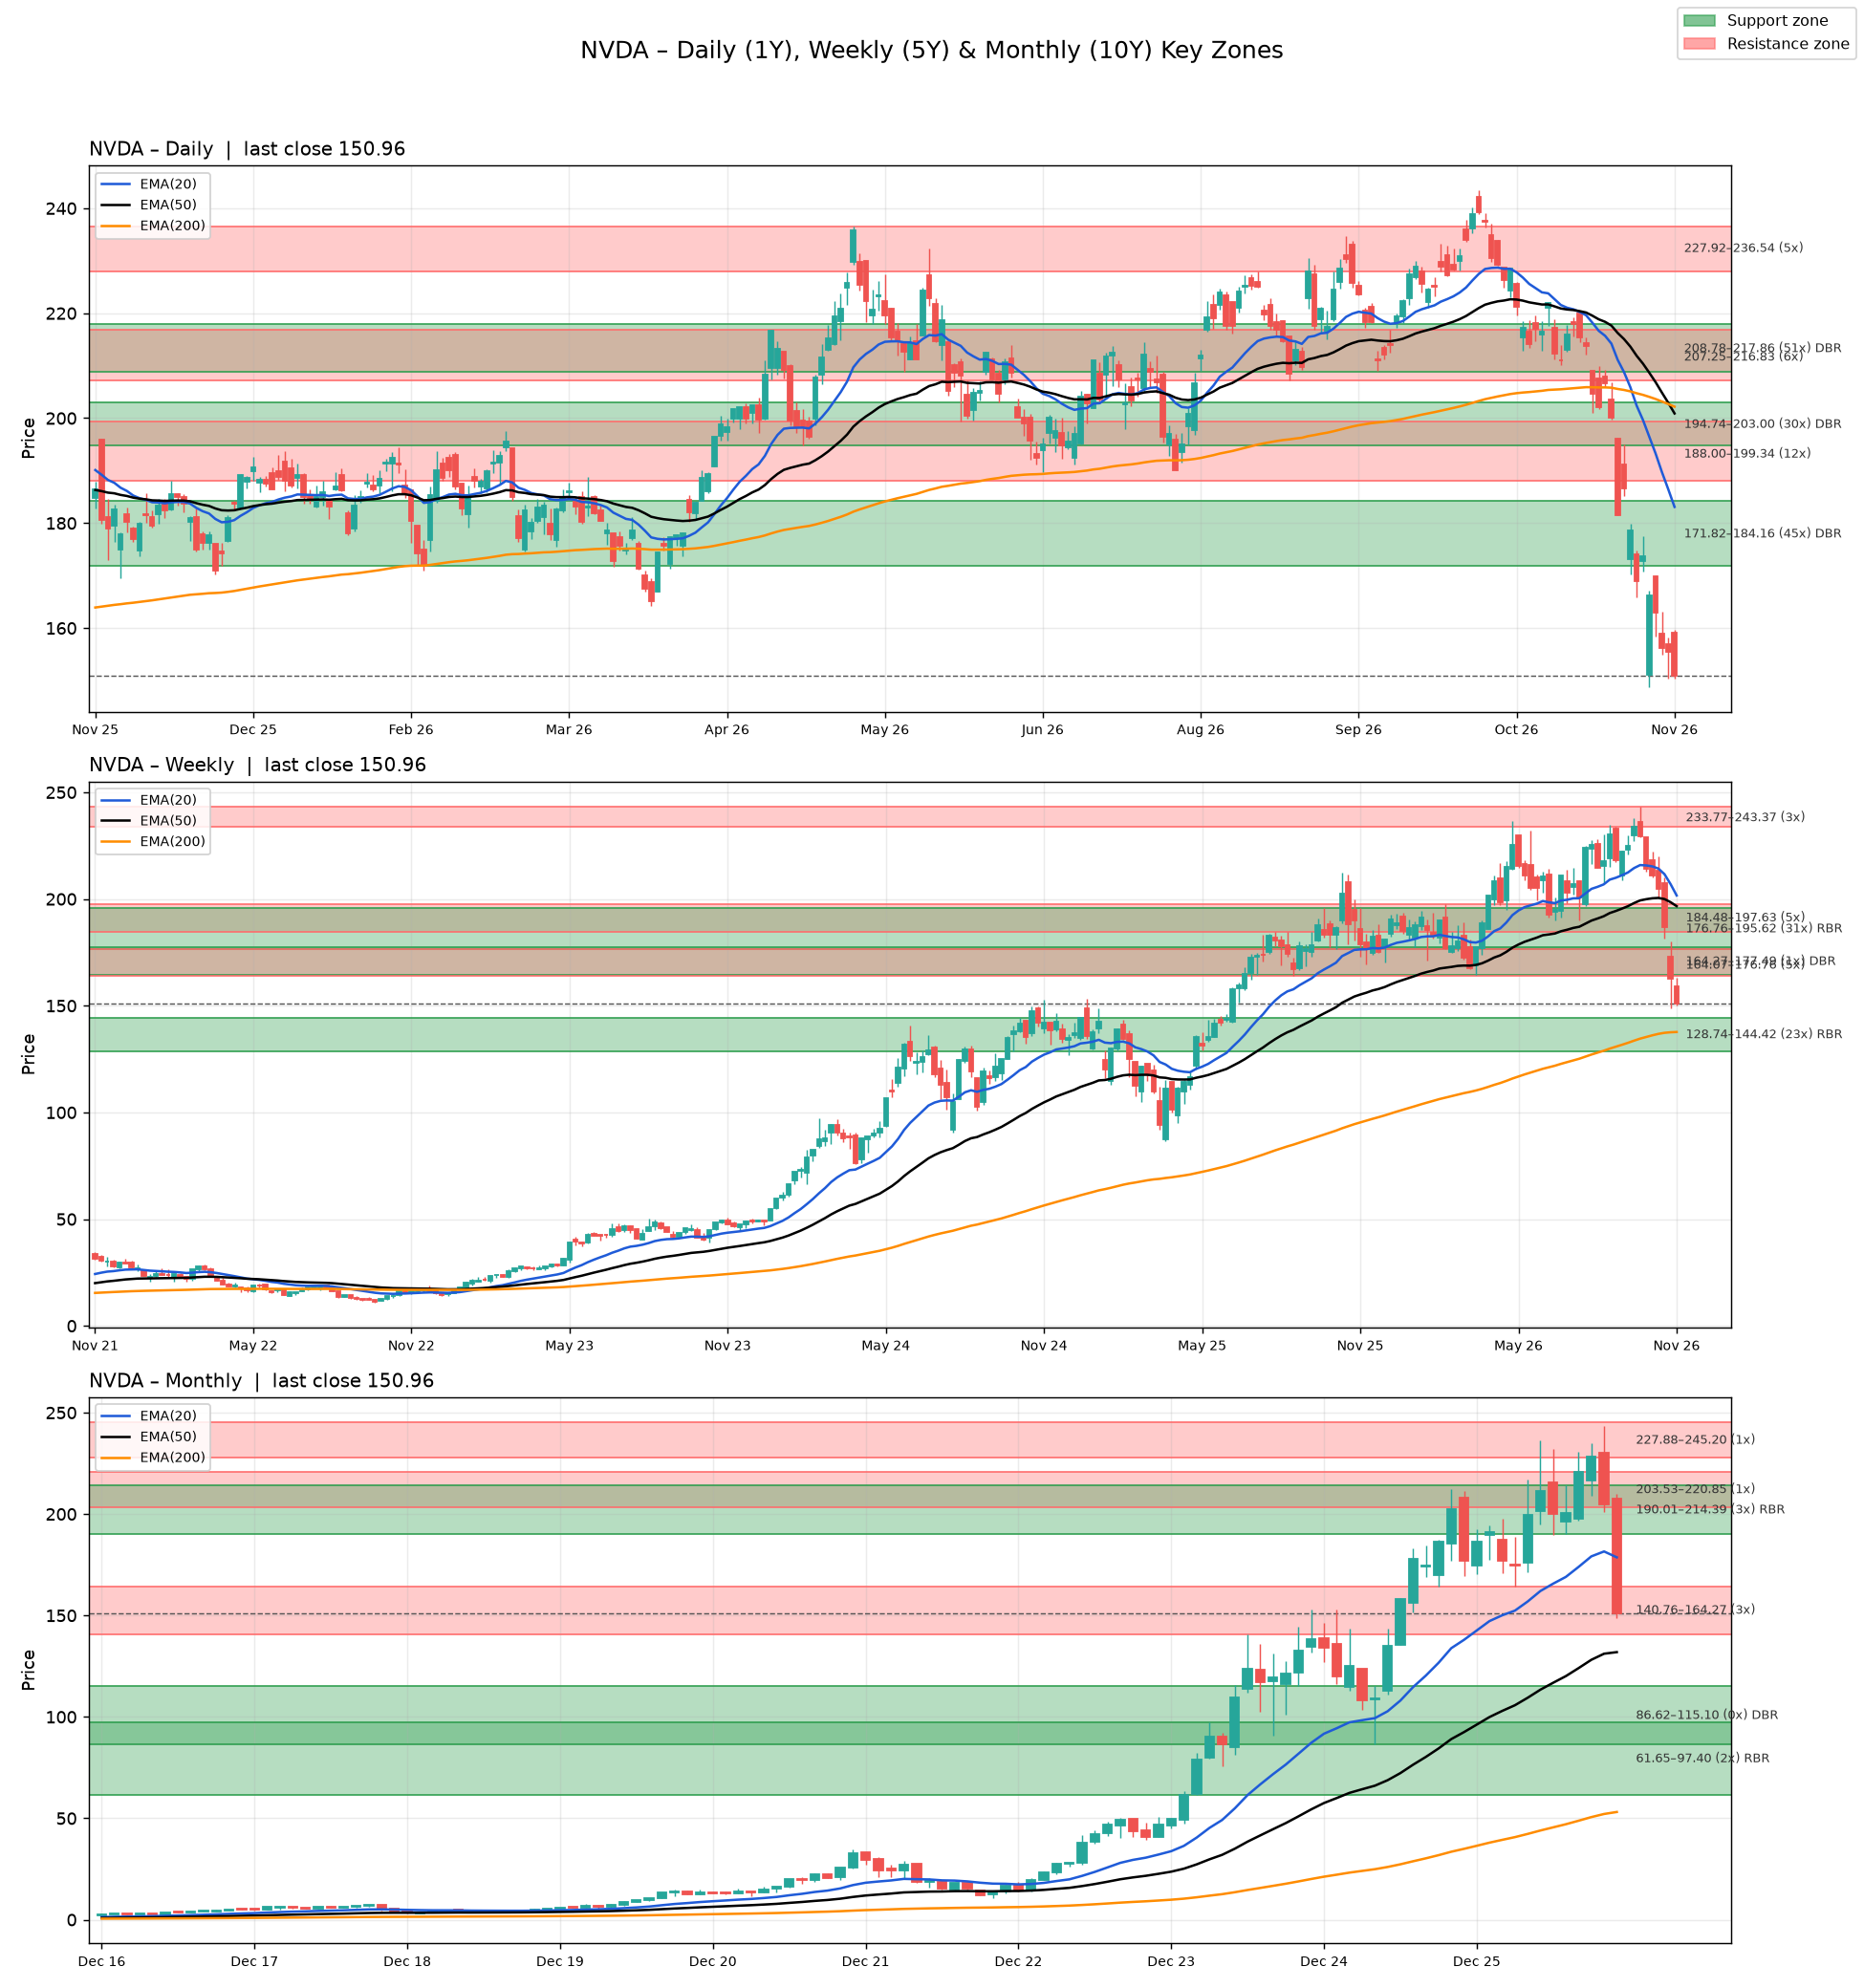 Support zone
Resistance zone
NVDA – Daily (1Y), Weekly (5Y) & Monthly (10Y) Key Zones
NVDA – Daily | last close 150.96
EMA(20)
EMA(50)
EMA(200)
Price
240
220
200
180
160
227.92–236.54 (5x)
208.78–217.86 (51x) DBR
207.25–216.83 (6x)
194.74–203.00 (30x) DBR
188.00–199.34 (12x)
171.82–184.16 (45x) DBR
Nov 25 Dec 25 Feb 26 Mar 26 Apr 26 May 26 Jun 26 Aug 26 Sep 26 Oct 26 Nov 26
NVDA – Weekly | last close 150.96
EMA(20)
EMA(50)
EMA(200)
Price
250
200
150
100
50
0
233.77–243.37 (3x)
184.48–197.63 (5x)
176.76–195.62 (31x) RBR
164.27–177.49 (1x) DBR
128.74–144.42 (23x) RBR
Nov 21 May 22 Nov 22 May 23 Nov 23 May 24 Nov 24 May 25 Nov 25 May 26 Nov 26
NVDA – Monthly | last close 150.96
EMA(20)
EMA(50)
EMA(200)
Price
250
200
150
100
50
0
227.88–245.20 (1x)
203.53–220.85 (1x)
190.01–214.39 (3x) RBR
140.76–164.27 (3x)
86.62–115.10 (0x) DBR
61.65–97.40 (2x) RBR
Dec 16 Dec 17 Dec 18 Dec 19 Dec 20 Dec 21 Dec 22 Dec 23 Dec 24 Dec 25